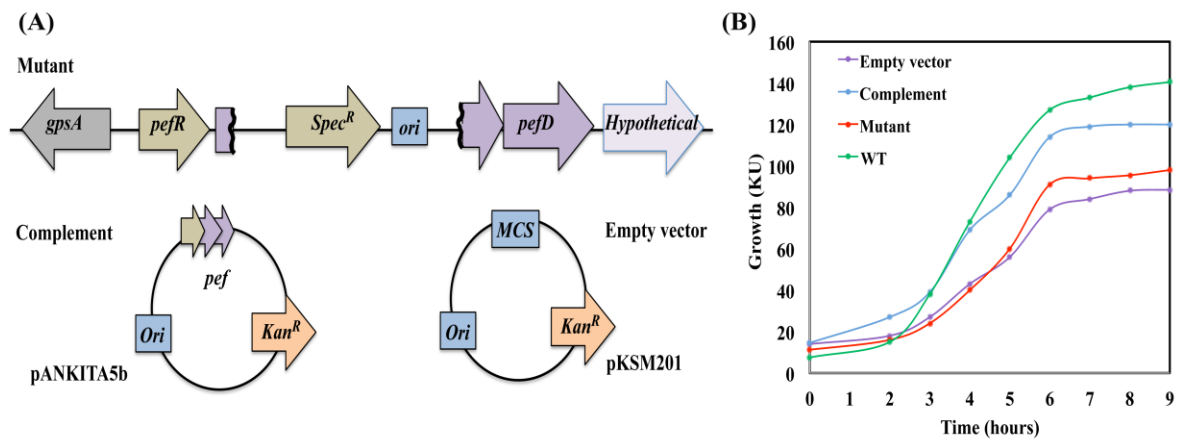 (A)
Mutant
gpsA
pefR
Spec^R
ori
pefD
Hypothetical
Complement
pef
Ori
Kan^R
pANKITA5b
MCS
Empty vector
Ori
Kan^R
pKSM201
(B)
Growth (KU)
160
140
120
100
80
60
40
20
0
Empty vector
Complement
Mutant
WT
0 1 2 3 4 5 6 7 8 9
Time (hours)